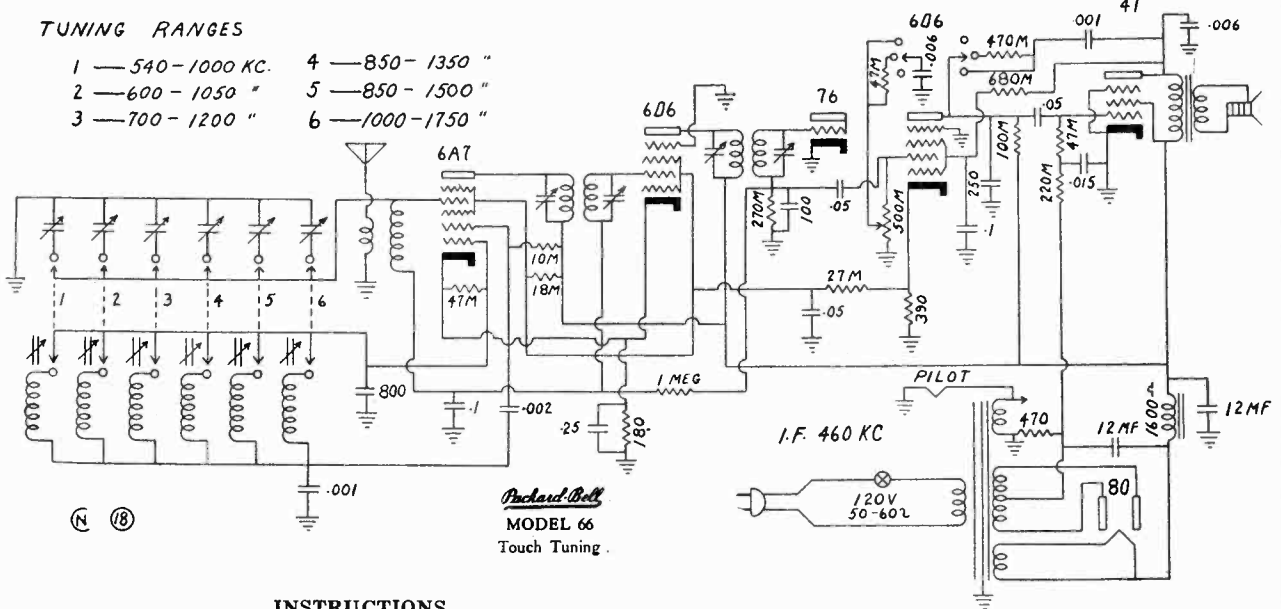 TUNING RANGES
1 — 540 - 1000 KC.
2 — 600 - 1050 "
3 — 700 - 1200 "
4 — 850 - 1350 "
5 — 850 - 1500 "
6 — 1000 - 1750 "
6A7
6D6
76
6D6
41
47M
.006
470M
.001
.006
680M
.05
100M
47M
250
220M
.015
.1
500M
.05
100
270M
10M
18M
47M
27M
.05
390
1 2 3 4 5 6
800
.1
.002
1 MEG
.25
180
.001
PILOT
470
I.F. 460 KC
12 MF
1600Ω
12 MF
120V
50-60Ω
80
N 18
Packard-Bell
MODEL 66
Touch Tuning.
INSTRUCTIONS